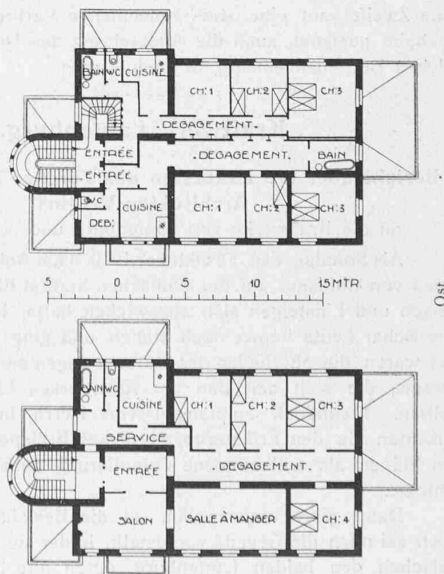 BAIN WC CUISINE
CH:1 CH:2 CH:3
DEGAGEMENT.
ENTRÉE DEGAGEMENT. BAIN
ENTRÉE
WC CUISINE CH:1 CH:2 CH:3
DEB:
5 10 15 MTR
Ost
BAIN WC CUISINE CH:1 CH:2 CH:3
SERVICE
ENTRÉE DEGAGEMENT.
SALON SALLE À MANGER CH:4